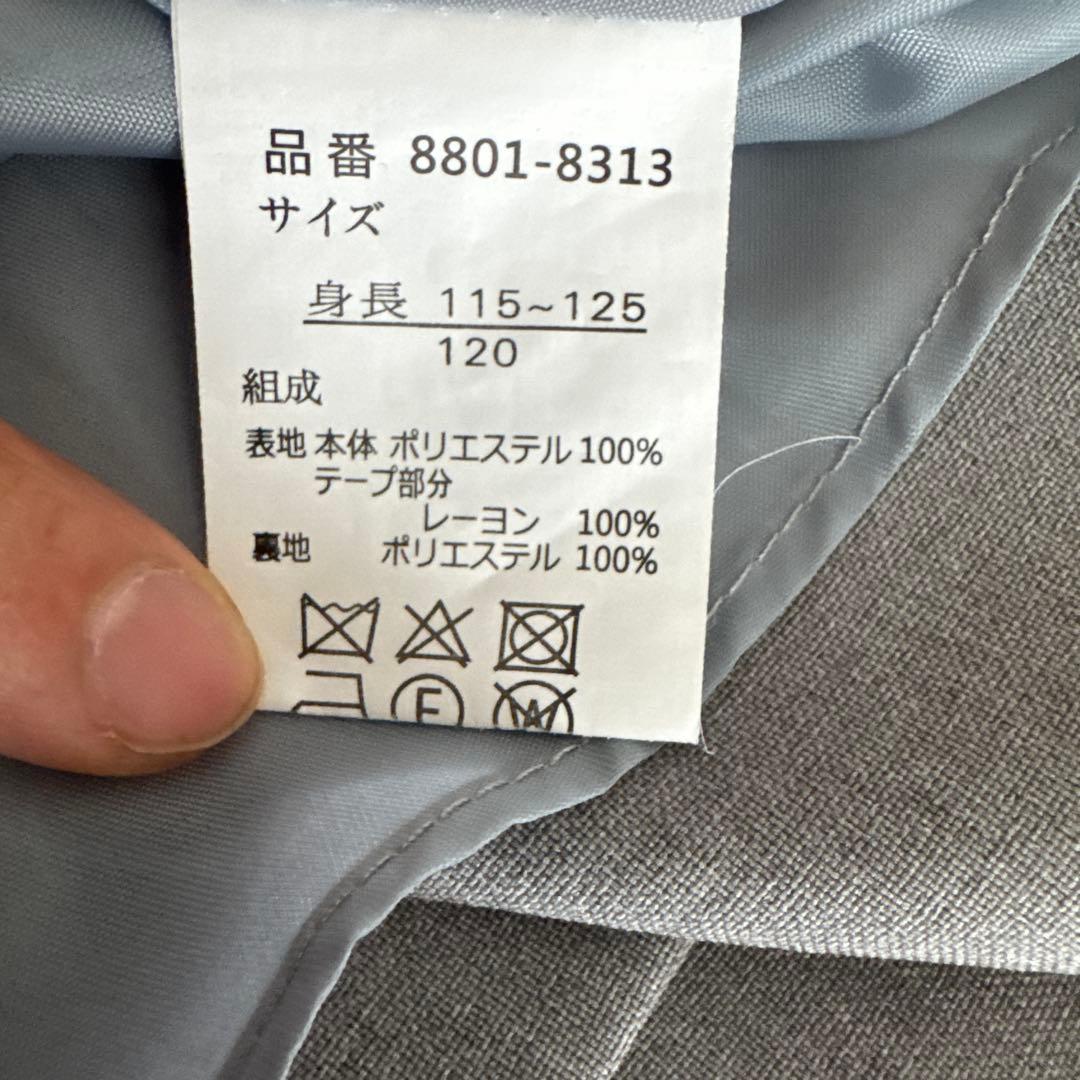 品番 8801-8313
サイズ
身長 115~125
120
組成
表地 本体 ポリエステル 100%
テープ部分
レーヨン 100%
裏地 ポリエステル 100%
F
W